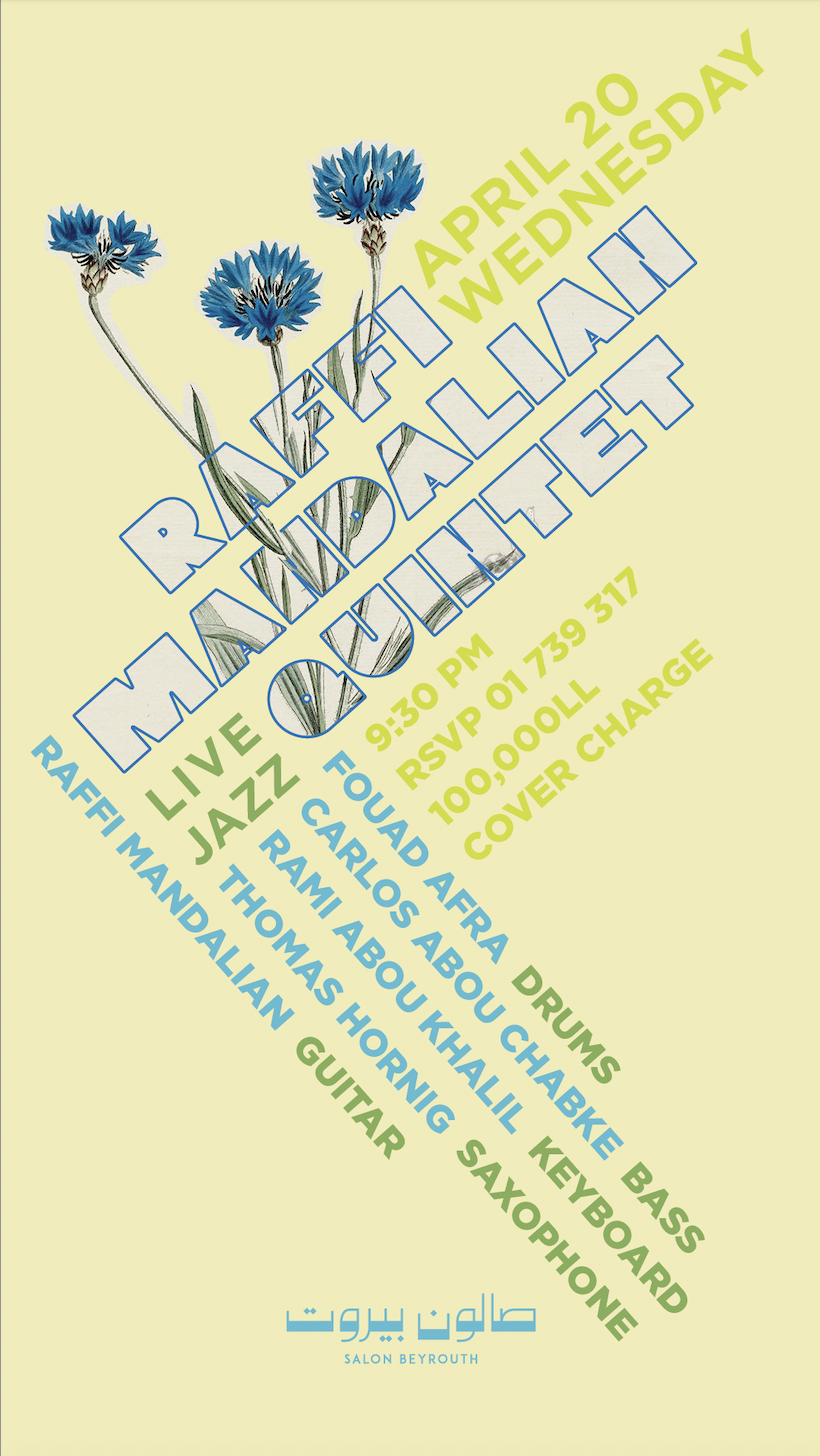 APRIL 20
WEDNESDAY
RAFFI
MANDALIAN
QUINTET
9:30 PM
RSVP 01 739 317
100,000LL
COVER CHARGE
LIVE
JAZZ
FOUAD AFRA DRUMS
CARLOS ABOU CHABKE BASS
RAMI ABOU KHALIL KEYBOARD
THOMAS HORNIG SAXOPHONE
RAFFI MANDALIAN GUITAR
صالون بيروت
SALON BEYROUTH